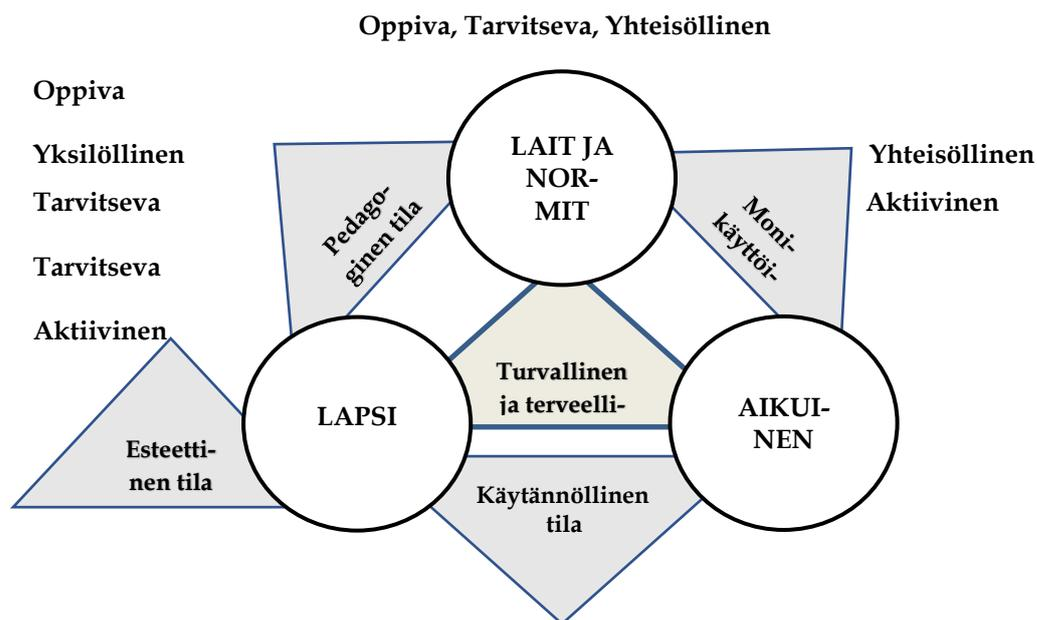 Oppiva, Tarvitseva, Yhteisöllinen
Oppiva
Yksilöllinen
Tarvitseva
Tarvitseva
Aktiivinen
LAIT JA
NOR-
MIT
Pedago-
ginen tila
Moni-
käyttöi-
Yhteisöllinen
Aktiivinen
Turvallinen
ja terveelli-
LAPSI
AIKUI-
NEN
Esteetti-
nen tila
Käytännöllinen
tila